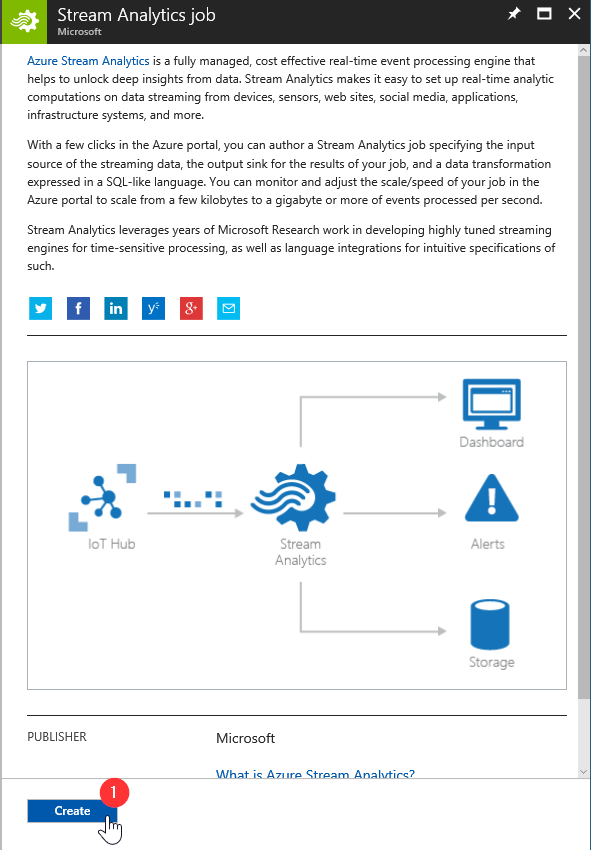 Stream Analytics job
Microsoft
Azure Stream Analytics is a fully managed, cost effective real-time event processing engine that
helps to unlock deep insights from data. Stream Analytics makes it easy to set up real-time analytic
computations on data streaming from devices, sensors, web sites, social media, applications,
infrastructure systems, and more.
With a few clicks in the Azure portal, you can author a Stream Analytics job specifying the input
source of the streaming data, the output sink for the results of your job, and a data transformation
expressed in a SQL-like language. You can monitor and adjust the scale/speed of your job in the
Azure portal to scale from a few kilobytes to a gigabyte or more of events processed per second.
Stream Analytics leverages years of Microsoft Research work in developing highly tuned streaming
engines for time-sensitive processing, as well as language integrations for intuitive specifications of
such.
f in y g+
Dashboard
IoT Hub
Stream
Analytics
Alerts
Storage
PUBLISHER
Microsoft
What is Azure Stream Analytics?
1
Create